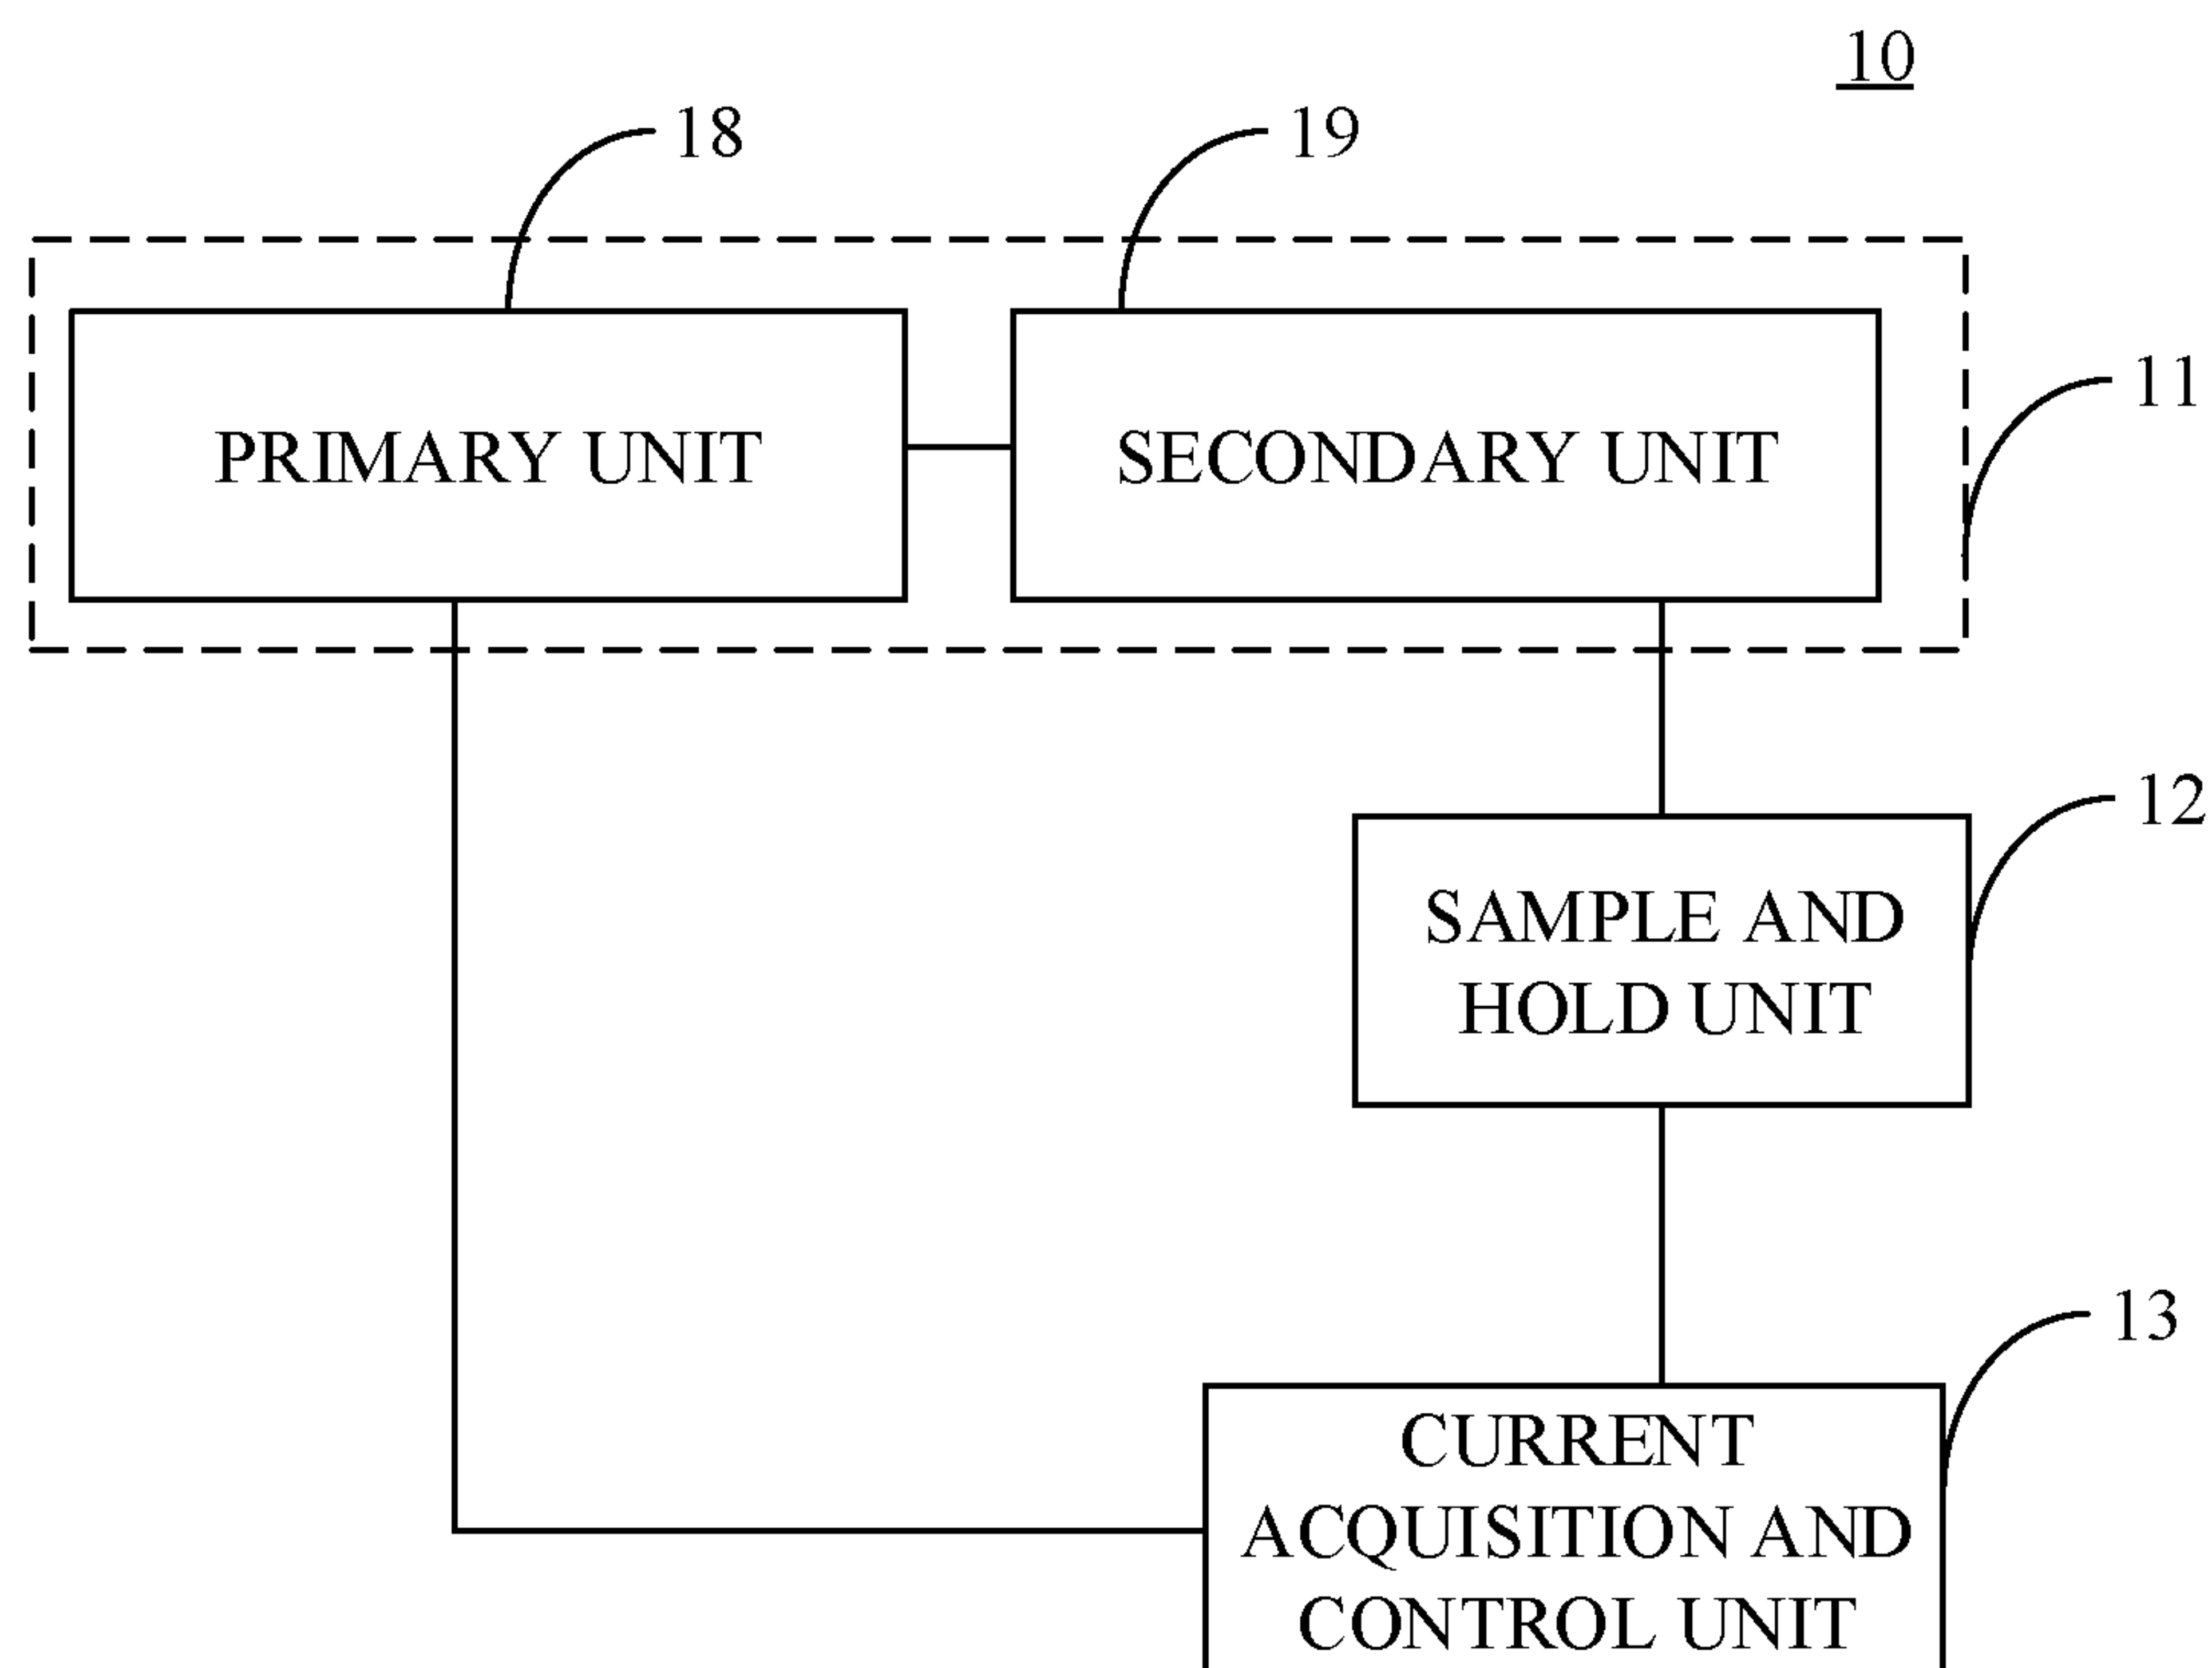 10
18
19
PRIMARY UNIT
SECONDARY UNIT
11
12
SAMPLE AND
HOLD UNIT
13
CURRENT
ACQUISITION AND
CONTROL UNIT